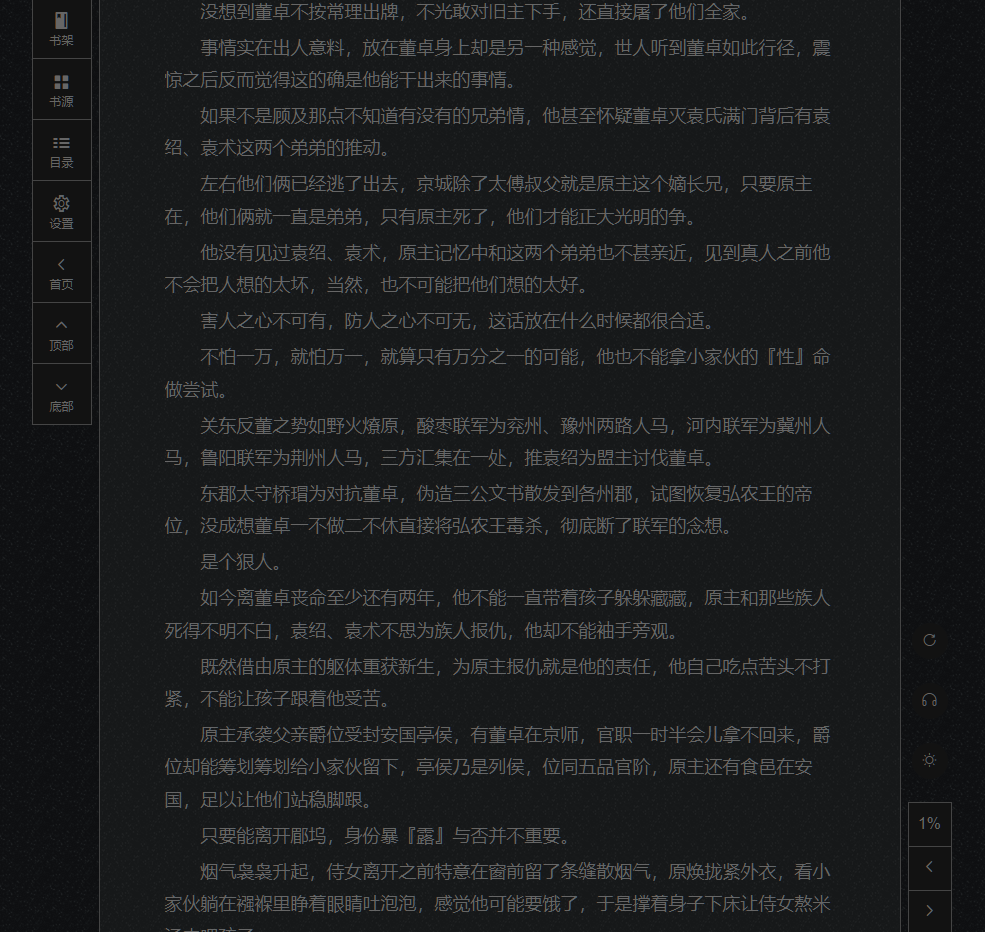 书架
书源
目录
设置
首页
顶部
底部
没想到董卓不按常理出牌，不光敢对旧主下手，还直接屠了他们全家。
事情实在出人意料，放在董卓身上却是另一种感觉，世人听到董卓如此行径，震
惊之后反而觉得这的确是他能干出来的事情。
如果不是顾及那点不知道有没有的兄弟情，他甚至怀疑董卓灭袁氏满门背后有袁
绍、袁术这两个弟弟的推动。
左右他们俩已经逃了出去，京城除了太傅叔父就是原主这个嫡长兄，只要原主
在，他们俩就一直是弟弟，只有原主死了，他们才能正大光明的争。
他没有见过袁绍、袁术，原主记忆中和这两个弟弟也不甚亲近，见到真人之前他
不会把人想的太坏，当然，也不可能把他们想的太好。
害人之心不可有，防人之心不可无，这话放在什么时候都很合适。
不怕一万，就怕万一，就算只有万分之一的可能，他也不能拿小家伙的『性』命
做尝试。
关东反董之势如野火燎原，酸枣联军为兖州、豫州两路人马，河内联军为冀州人
马，鲁阳联军为荆州人马，三方汇集在一处，推袁绍为盟主讨伐董卓。
东郡太守桥瑁为对抗董卓，伪造三公文书散发到各州郡，试图恢复弘农王的帝
位，没成想董卓一不做二不休直接将弘农王毒杀，彻底断了联军的念想。
是个狠人。
如今离董卓丧命至少还有两年，他不能一直带着孩子躲躲藏藏，原主和那些族人
死得不明不白，袁绍、袁术不思为族人报仇，他却不能袖手旁观。
既然借由原主的躯体重获新生，为原主报仇就是他的责任，他自己吃点苦头不打
紧，不能让孩子跟着他受苦。
原主承袭父亲爵位受封安国亭侯，有董卓在京师，官职一时半会儿拿不回来，爵
位却能筹划筹划给小家伙留下，亭侯乃是列侯，位同五品官阶，原主还有食邑在安
国，足以让他们站稳脚跟。
只要能离开郿坞，身份暴『露』与否并不重要。
烟气袅袅升起，侍女离开之前特意在窗前留了条缝散烟气，原焕拢紧外衣，看小
家伙躺在襁褓里睁着眼睛吐泡泡，感觉他可能要饿了，于是撑着身子下床让侍女熬米
1%